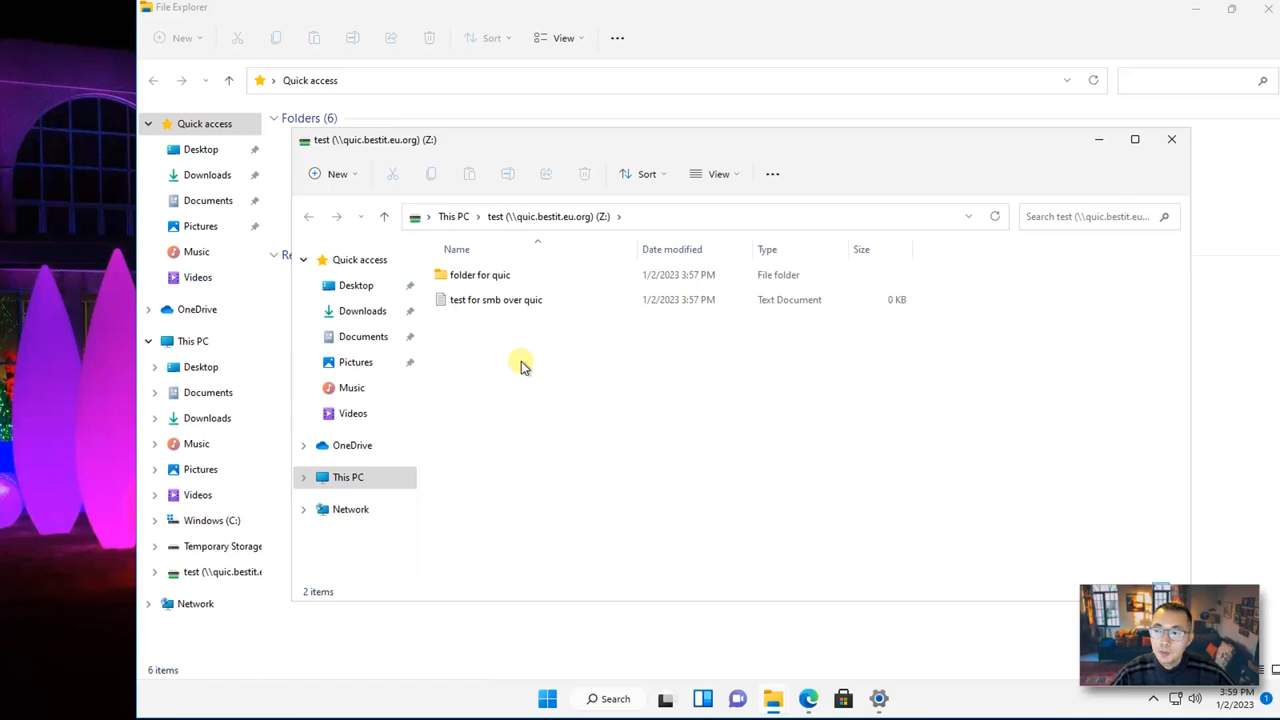 File Explorer
New
Sort
View
Quick access
Folders (6)
Quick access
Desktop
Downloads
Documents
Pictures
Music
Videos
OneDrive
This PC
Desktop
Documents
Downloads
Music
Pictures
Videos
Windows (C:)
Temporary Storage
test (\\quic.bestit.e
Network
6 items
test (\\quic.bestit.eu.org) (Z:)
New
Sort
View
This PC
test (\\quic.bestit.eu.org) (Z:)
Search test (\\quic.bestit.eu...
Name
Date modified
Type
Size
folder for quic
1/2/2023 3:57 PM
File folder
test for smb over quic
1/2/2023 3:57 PM
Text Document
0 KB
Quick access
Desktop
Downloads
Documents
Pictures
Music
Videos
OneDrive
This PC
Network
2 items
Search
3:59 PM
1/2/2023
1